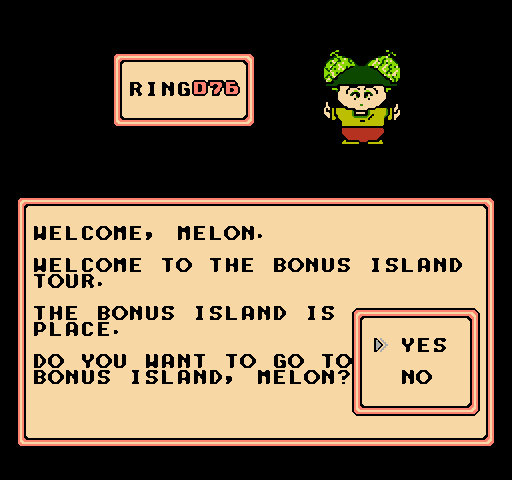 RING076
WELCOME, MELON.
WELCOME TO THE BONUS ISLAND
TOUR.
THE BONUS ISLAND IS
PLACE.
DO YOU WANT TO GO TO
BONUS ISLAND, MELON?
YES
NO